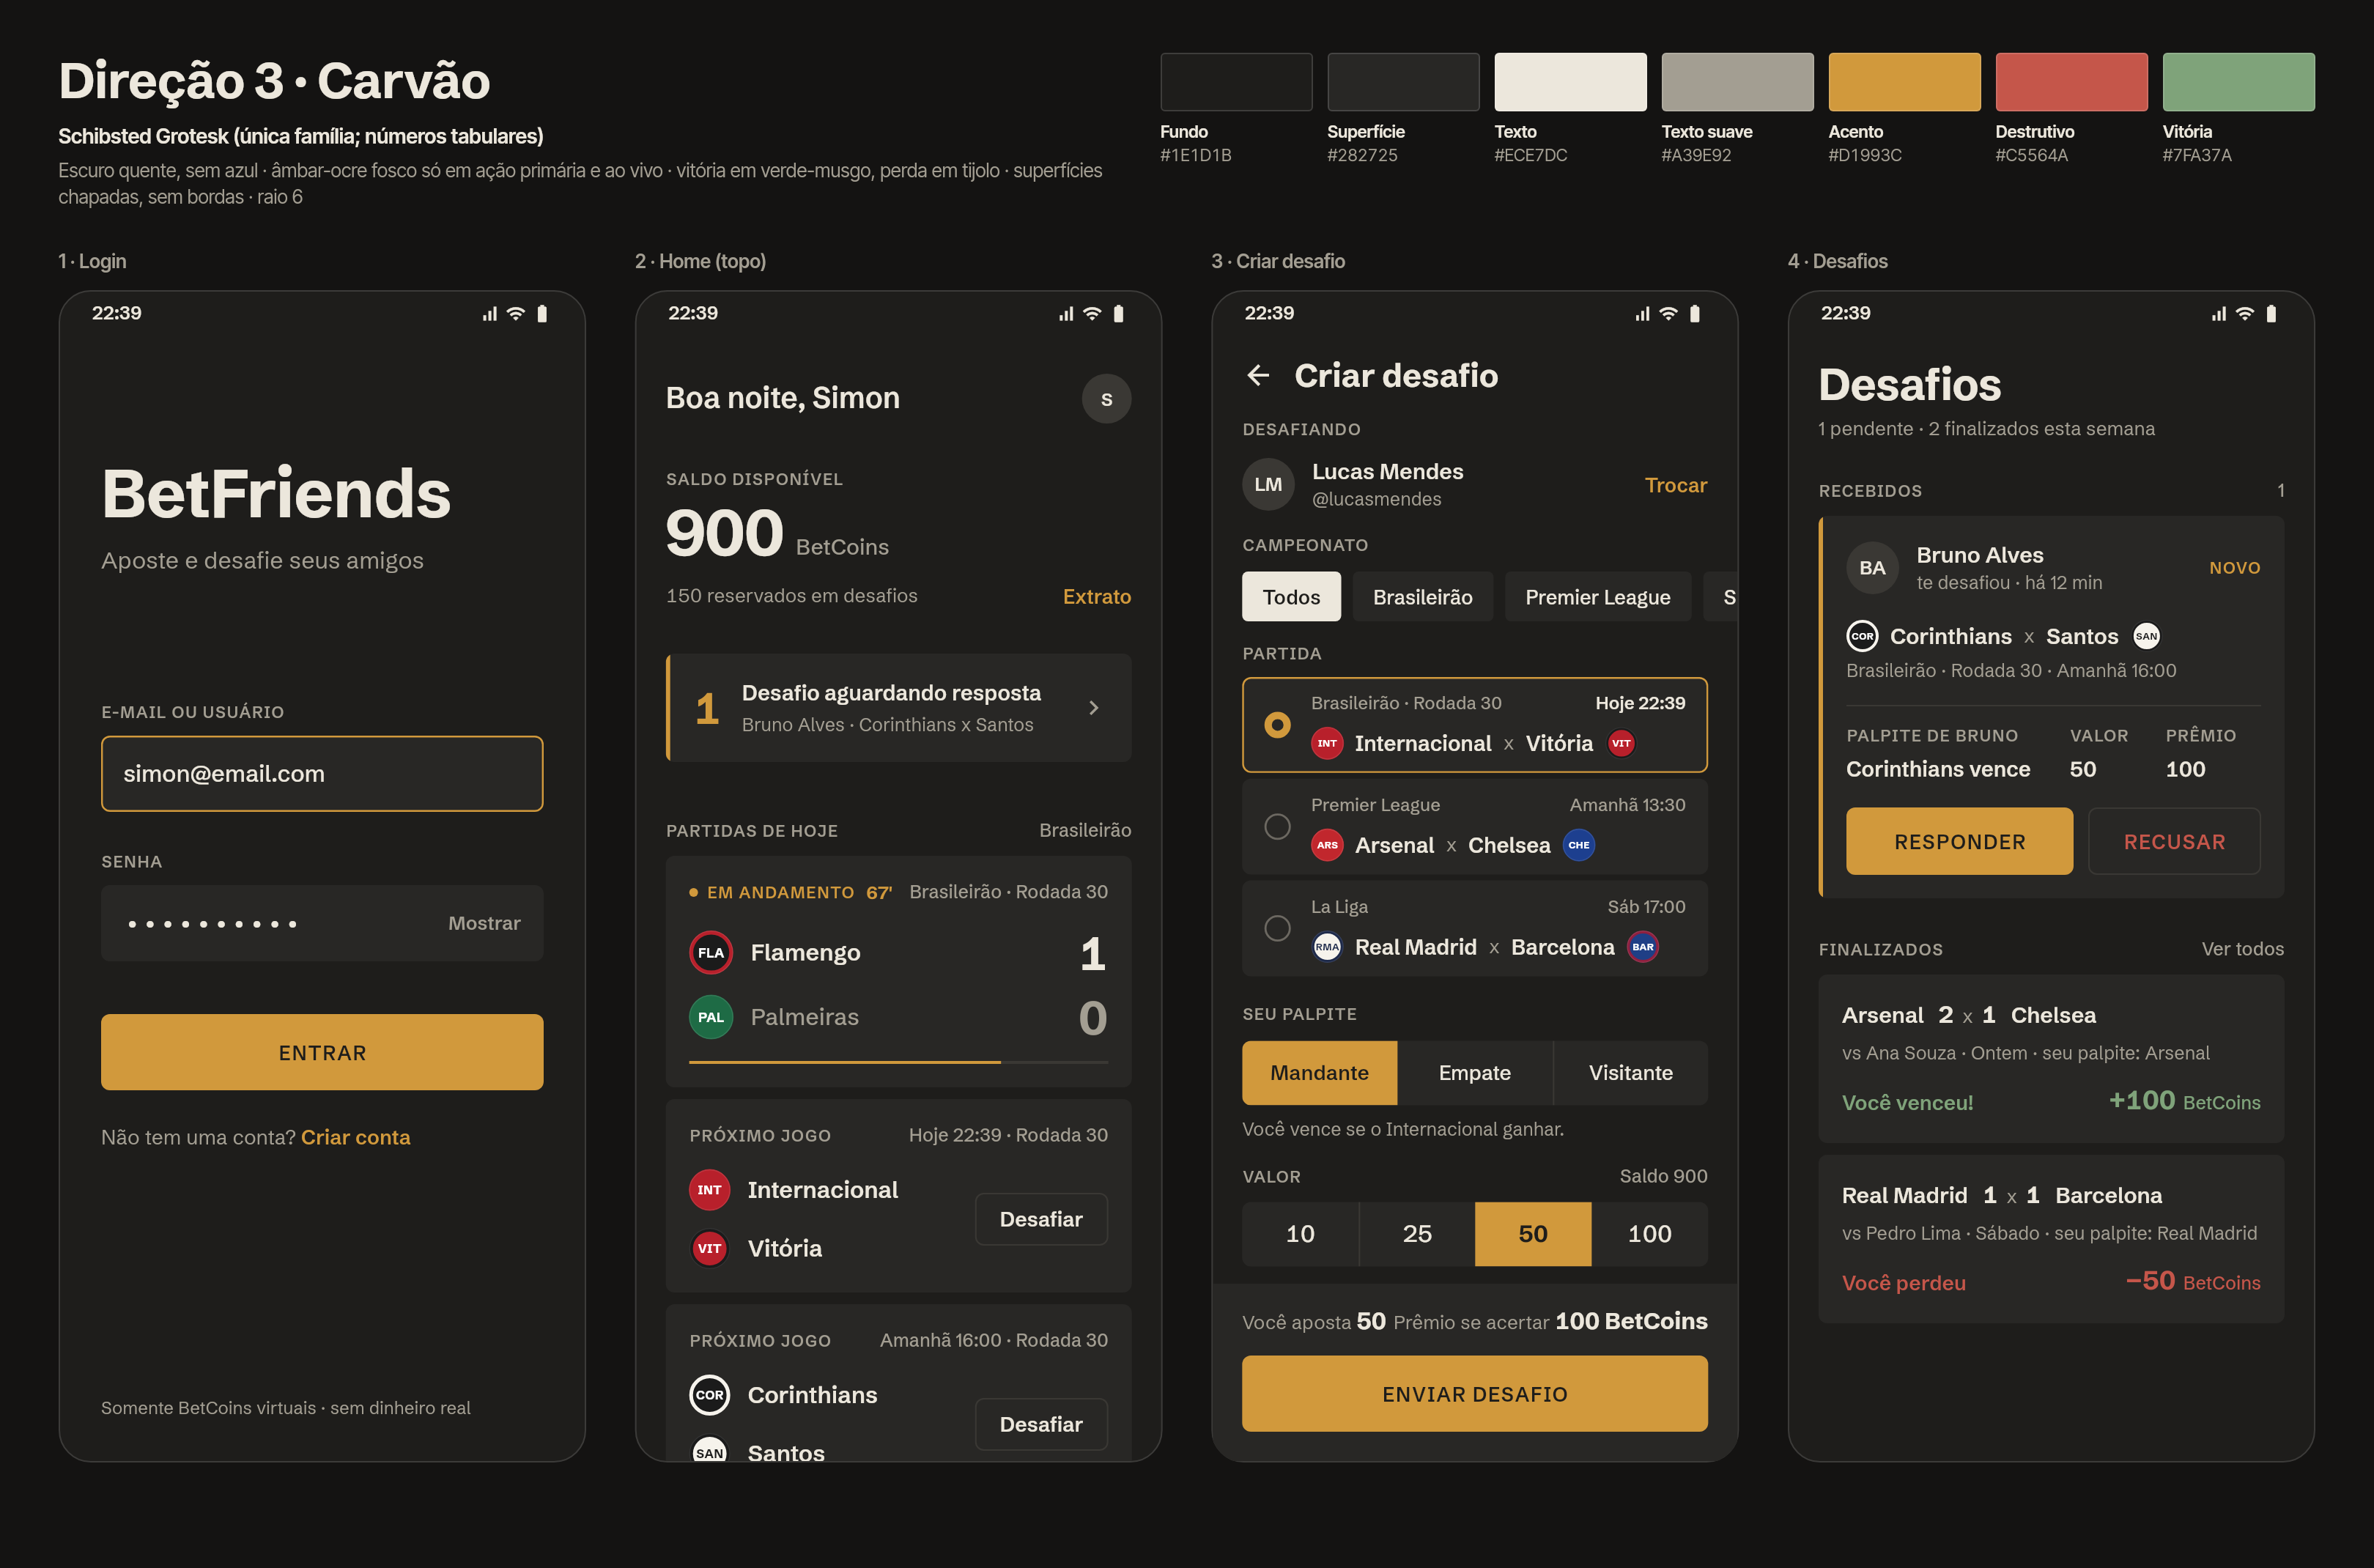 Direção 3 · Carvão
Schibsted Grotesk (única família; números tabulares)
Escuro quente, sem azul · âmbar-ocre fosco só em ação primária e ao vivo · vitória em verde-musgo, perda em tijolo · superfícies
chapadas, sem bordas · raio 6
Fundo
#1E1D1B
Superfície
#282725
Texto
#ECE7DC
Texto suave
#A39E92
Acento
#D1993C
Destrutivo
#C5564A
Vitória
#7FA37A
1 · Login
22:39
BetFriends
Aposte e desafie seus amigos
E-MAIL OU USUÁRIO
simon@email.com
SENHA
Mostrar
ENTRAR
Não tem uma conta? Criar conta
Somente BetCoins virtuais · sem dinheiro real
2 · Home (topo)
22:39
Boa noite, Simon
S
SALDO DISPONÍVEL
900 BetCoins
150 reservados em desafios
Extrato
1
Desafio aguardando resposta
Bruno Alves · Corinthians x Santos
PARTIDAS DE HOJE
Brasileirão
EM ANDAMENTO 67'
Brasileirão · Rodada 30
FLA Flamengo 1
PAL Palmeiras 0
PRÓXIMO JOGO
Hoje 22:39 · Rodada 30
INT Internacional
VIT Vitória
Desafiar
PRÓXIMO JOGO
Amanhã 16:00 · Rodada 30
COR Corinthians
SAN Santos
Desafiar
3 · Criar desafio
22:39
Criar desafio
DESAFIANDO
LM
Lucas Mendes
@lucasmendes
Trocar
CAMPEONATO
Todos
Brasileirão
Premier League
S
PARTIDA
Brasileirão · Rodada 30
Hoje 22:39
INT Internacional x Vitória VIT
Premier League
Amanhã 13:30
ARS Arsenal x Chelsea CHE
La Liga
Sáb 17:00
RMA Real Madrid x Barcelona BAR
SEU PALPITE
Mandante
Empate
Visitante
Você vence se o Internacional ganhar.
VALOR
Saldo 900
10
25
50
100
Você aposta 50 Prêmio se acertar 100 BetCoins
ENVIAR DESAFIO
4 · Desafios
22:39
Desafios
1 pendente · 2 finalizados esta semana
RECEBIDOS
1
BA
Bruno Alves
te desafiou · há 12 min
NOVO
COR Corinthians x Santos SAN
Brasileirão · Rodada 30 · Amanhã 16:00
PALPITE DE BRUNO
Corinthians vence
VALOR
50
PRÊMIO
100
RESPONDER
RECUSAR
FINALIZADOS
Ver todos
Arsenal 2 x 1 Chelsea
vs Ana Souza · Ontem · seu palpite: Arsenal
Você venceu!
+100 BetCoins
Real Madrid 1 x 1 Barcelona
vs Pedro Lima · Sábado · seu palpite: Real Madrid
Você perdeu
−50 BetCoins